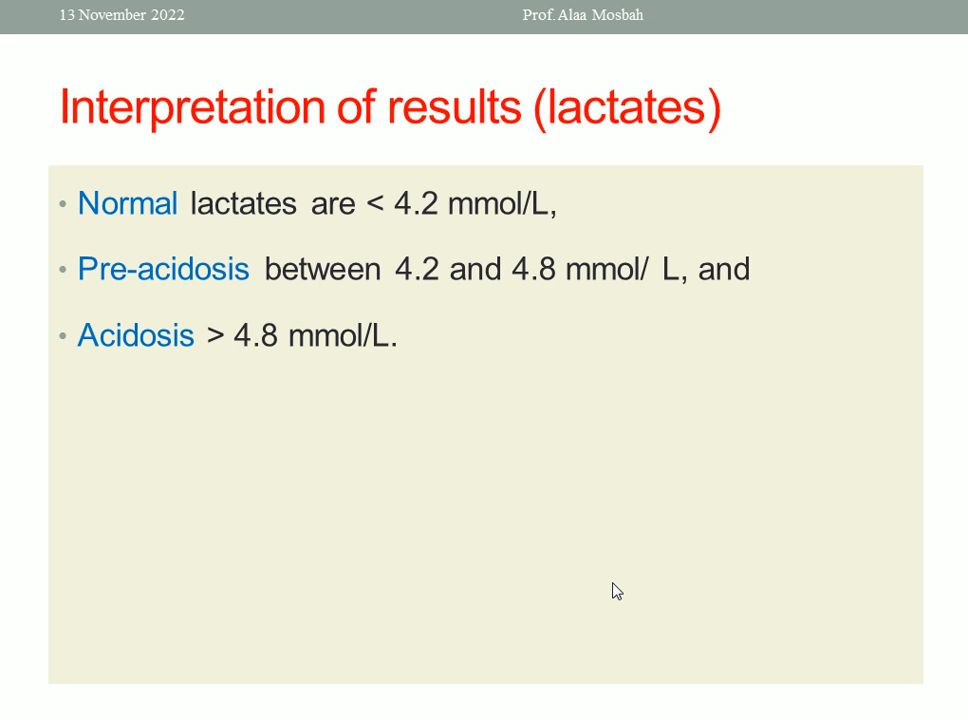 13 November 2022 Prof. Alaa Mosbah
Interpretation of results (lactates)
• Normal lactates are < 4.2 mmol/L,
• Pre-acidosis between 4.2 and 4.8 mmol/ L, and
• Acidosis > 4.8 mmol/L.